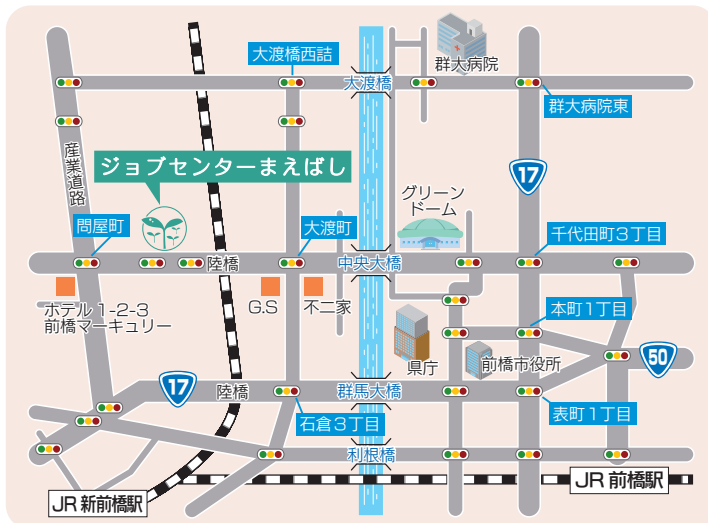 大渡橋西詰
群大病院
大渡橋
群大病院東
産業道路
ジョブセンターまえばし
17
グリーン
ドーム
問屋町
大渡町
千代田町3丁目
陸橋
中央大橋
ホテル 1-2-3
前橋マーキュリー
G.S
不二家
本町1丁目
県庁
前橋市役所
50
17
陸橋
群馬大橋
石倉3丁目
表町1丁目
利根橋
JR 新前橋駅
JR 前橋駅